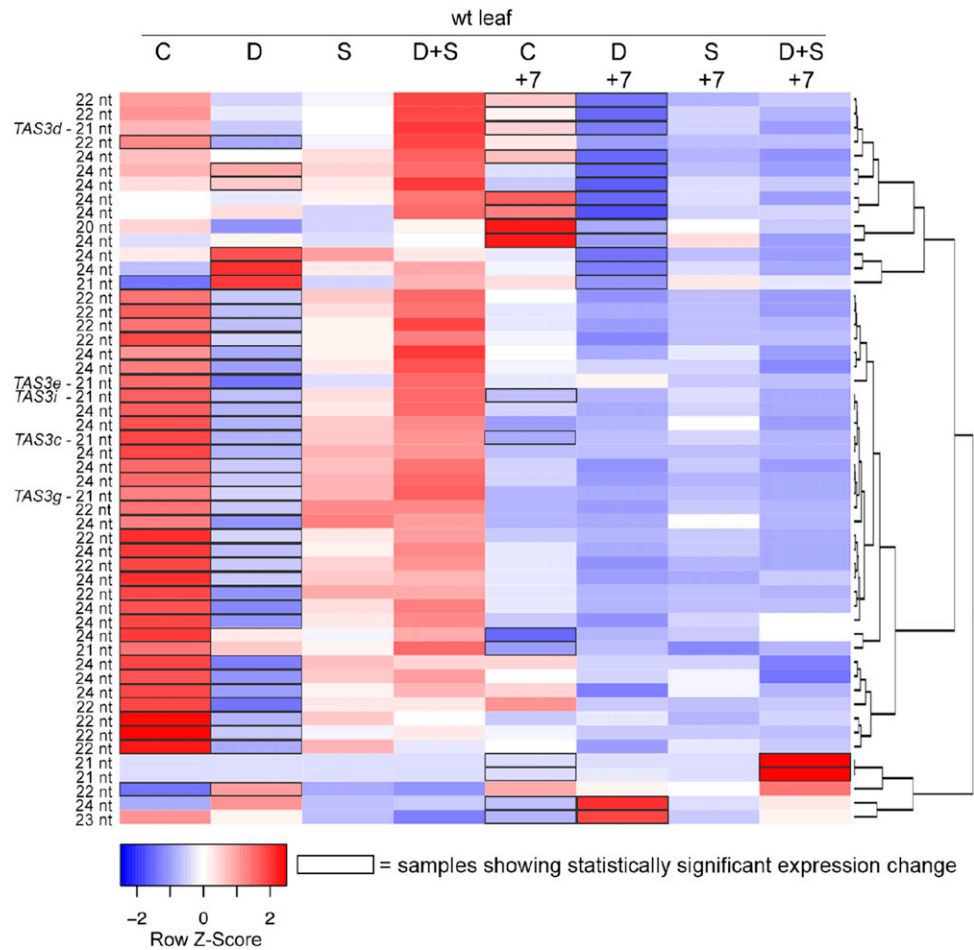 wt leaf
C D S D+S C D S D+S
+7 +7 +7 +7
22 nt
22 nt
TAS3d - 21 nt
22 nt
24 nt
24 nt
24 nt
24 nt
24 nt
20 nt
24 nt
24 nt
24 nt
21 nt
22 nt
22 nt
22 nt
22 nt
24 nt
24 nt
TAS3e - 21 nt
TAS3i - 21 nt
24 nt
24 nt
TAS3c - 21 nt
24 nt
24 nt
24 nt
TAS3g - 21 nt
22 nt
24 nt
22 nt
24 nt
22 nt
24 nt
22 nt
24 nt
24 nt
24 nt
21 nt
24 nt
24 nt
24 nt
22 nt
22 nt
22 nt
22 nt
21 nt
21 nt
22 nt
24 nt
23 nt
= samples showing statistically significant expression change
−2 0 2
Row Z-Score